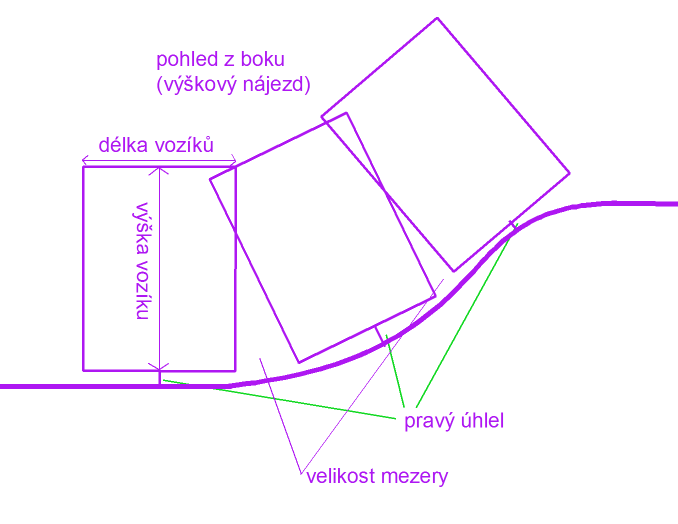 pohled z boku
(výškový nájezd)
délka vozíků
výška vozíku
pravý úhlel
velikost mezery